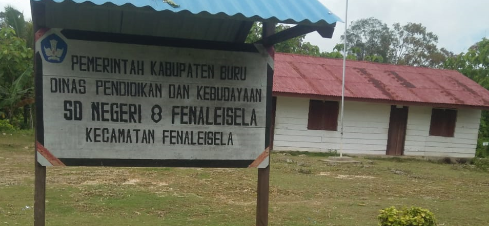 PEMERINTAH KABUPATEN BURU
DINAS PENDIDIKAN DAN KEBUDAYAAN
SD NEGERI 8 FENALEISELA
KECAMATAN FENALEISELA